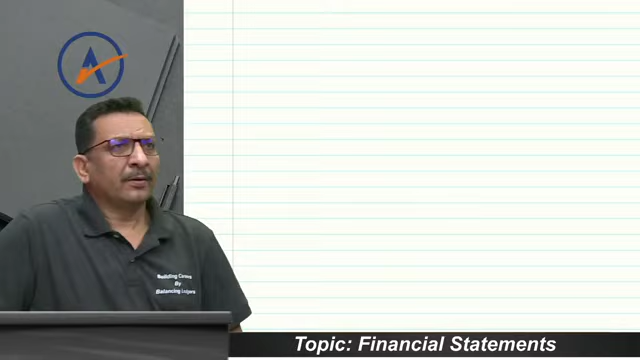 A
Building Careers
By
Balancing Ledgers
Topic: Financial Statements